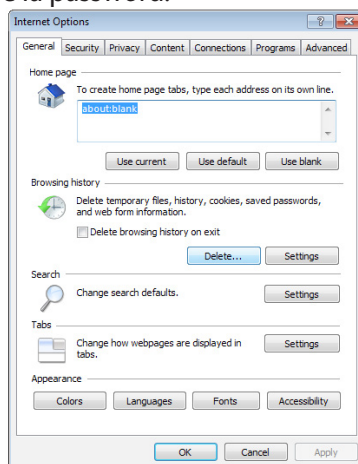 la password.
Internet Options
General Security Privacy Content Connections Programs Advanced
Home page
To create home page tabs, type each address on its own line.
about:blank
Use current Use default Use blank
Browsing history
Delete temporary files, history, cookies, saved passwords,
and web form information.
Delete browsing history on exit
Delete... Settings
Search
Change search defaults. Settings
Tabs
Change how webpages are displayed in Settings
tabs.
Appearance
Colors Languages Fonts Accessibility
OK Cancel Apply